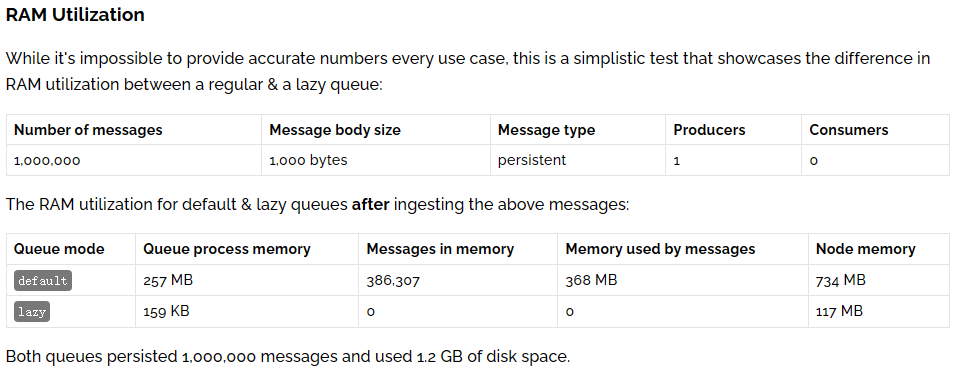 RAM Utilization
While it's impossible to provide accurate numbers every use case, this is a simplistic test that showcases the difference in
RAM utilization between a regular & a lazy queue:
Number of messages Message body size Message type Producers Consumers
1,000,000 1,000 bytes persistent 1 0
The RAM utilization for default & lazy queues after ingesting the above messages:
Queue mode Queue process memory Messages in memory Memory used by messages Node memory
default 257 MB 386,307 368 MB 734 MB
lazy 159 KB 0 0 117 MB
Both queues persisted 1,000,000 messages and used 1.2 GB of disk space.